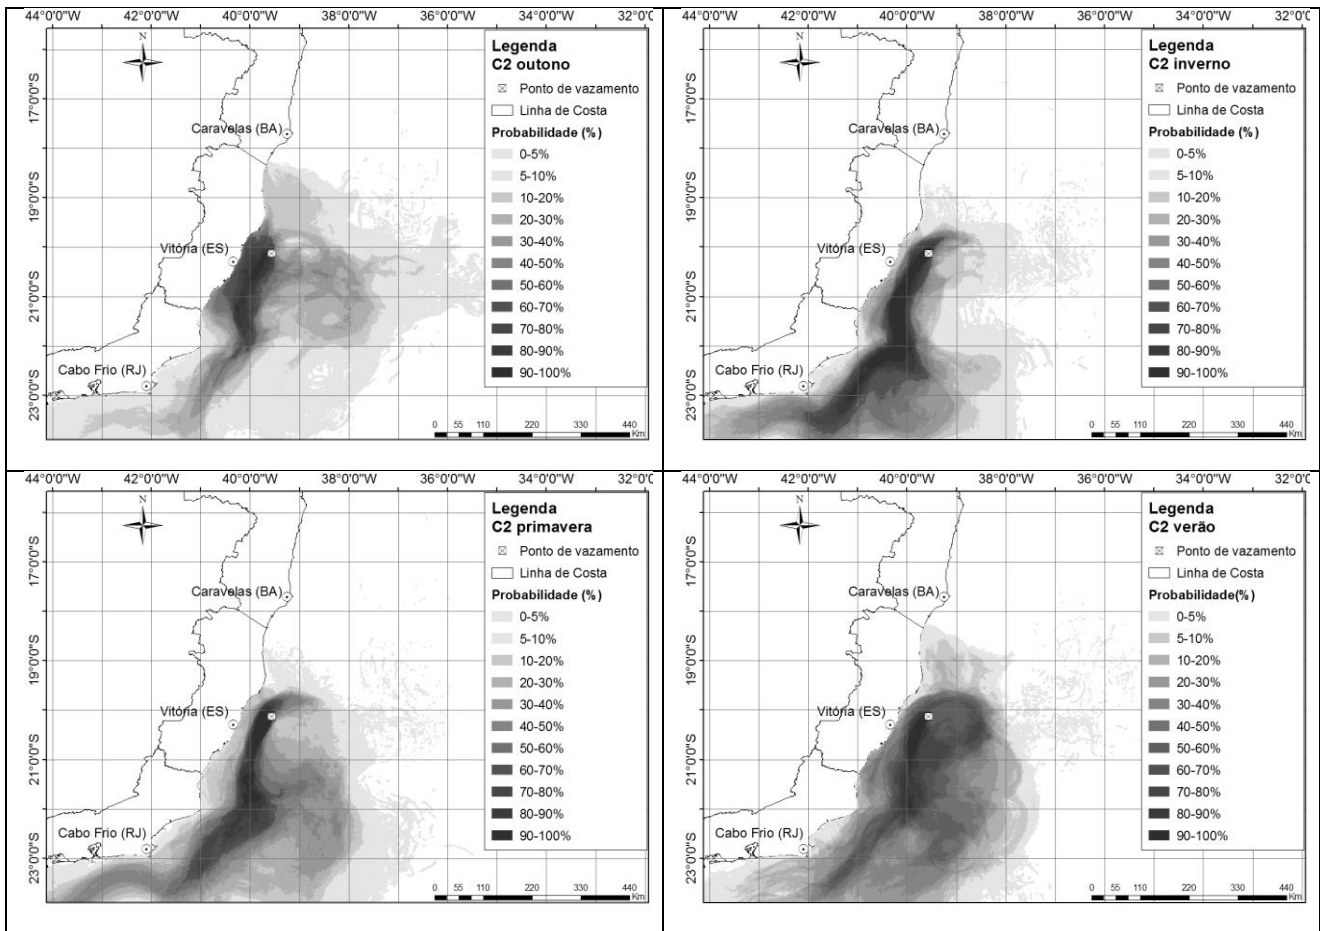 44°0'0"W 42°0'0"W 40°0'0"W 38°0'0"W 36°0'0"W 34°0'0"W 32°0'0
N
Legenda
C2 outono
Ponto de vazamento
Linha de Costa
Probabilidade (%)
0-5%
5-10%
10-20%
20-30%
30-40%
40-50%
50-60%
60-70%
70-80%
80-90%
90-100%
17°0'0"S
19°0'0"S
21°0'0"S
23°0'0"S
Caravelas (BA)
Vitória (ES)
Cabo Frio (RJ)
0 55 110 220 330 440
Km
44°0'0"W 42°0'0"W 40°0'0"W 38°0'0"W 36°0'0"W 34°0'0"W 32°0'0
N
Legenda
C2 inverno
Ponto de vazamento
Linha de Costa
Probabilidade (%)
0-5%
5-10%
10-20%
20-30%
30-40%
40-50%
50-60%
60-70%
70-80%
80-90%
90-100%
17°0'0"S
19°0'0"S
21°0'0"S
23°0'0"S
Caravelas (BA)
Vitória (ES)
Cabo Frio (RJ)
0 55 110 220 330 440
Km
44°0'0"W 42°0'0"W 40°0'0"W 38°0'0"W 36°0'0"W 34°0'0"W 32°0'0
N
Legenda
C2 primavera
Ponto de vazamento
Linha de Costa
Probabilidade (%)
0-5%
5-10%
10-20%
20-30%
30-40%
40-50%
50-60%
60-70%
70-80%
80-90%
90-100%
17°0'0"S
19°0'0"S
21°0'0"S
23°0'0"S
Caravelas (BA)
Vitória (ES)
Cabo Frio (RJ)
0 55 110 220 330 440
Km
44°0'0"W 42°0'0"W 40°0'0"W 38°0'0"W 36°0'0"W 34°0'0"W 32°0'0
N
Legenda
C2 verão
Ponto de vazamento
Linha de Costa
Probabilidade(%)
0-5%
5-10%
10-20%
20-30%
30-40%
40-50%
50-60%
60-70%
70-80%
80-90%
90-100%
17°0'0"S
19°0'0"S
21°0'0"S
23°0'0"S
Caravelas (BA)
Vitória (ES)
Cabo Frio (RJ)
0 55 110 220 330 440
Km